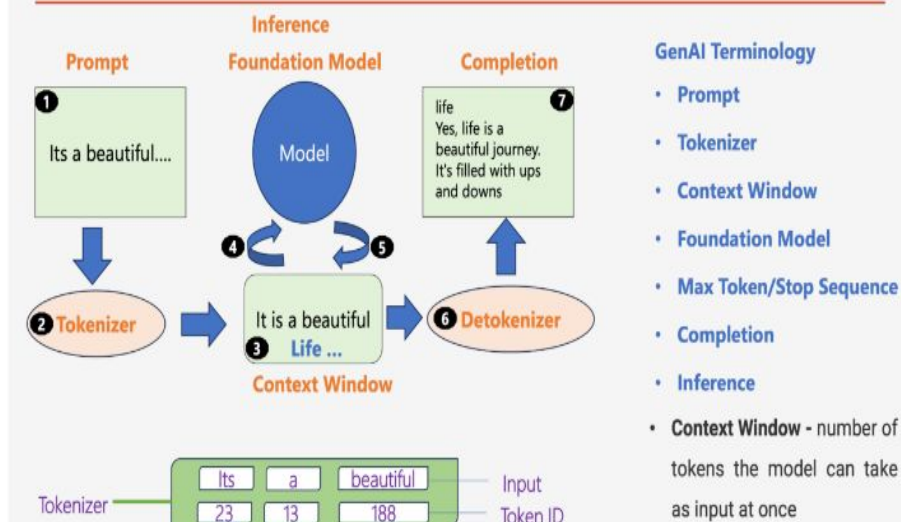 Inference
Prompt
Foundation Model
Completion
1
Its a beautiful....
Model
7
life
Yes, life is a
beautiful journey.
It's filled with ups
and downs
4
5
2 Tokenizer
It is a beautiful
3 Life ...
6 Detokenizer
Context Window
Tokenizer
Its a beautiful
Input
23 13 188
Token ID
GenAI Terminology
• Prompt
• Tokenizer
• Context Window
• Foundation Model
• Max Token/Stop Sequence
• Completion
• Inference
• Context Window - number of
tokens the model can take
as input at once